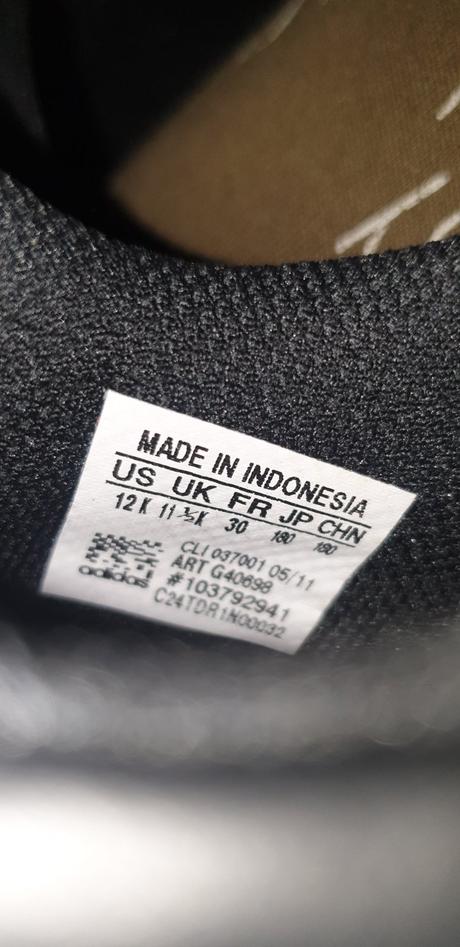 MADE IN INDONESIA
US UK FR JP CHN
12K 11½K 30 180 180
CLI 037001 05/11
ART G40698
#103792941
C24TDR1N00032
adidas